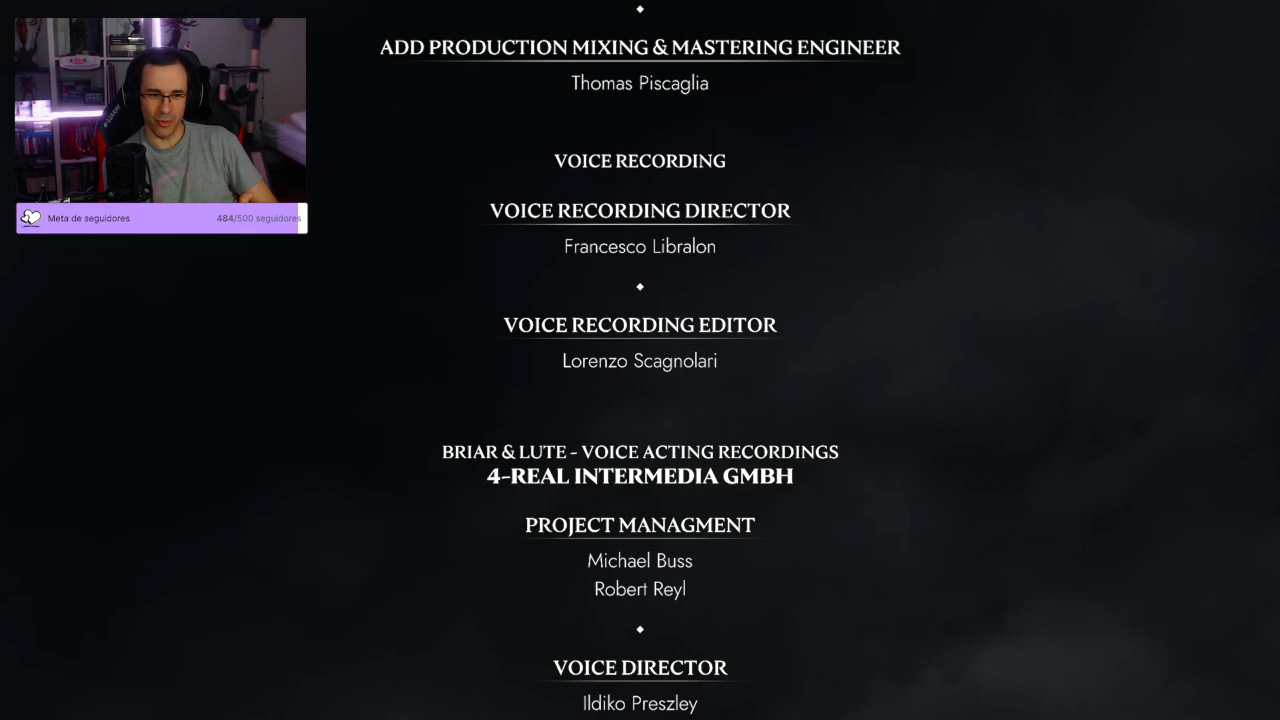 ADD PRODUCTION MIXING & MASTERING ENGINEER
Thomas Piscaglia
VOICE RECORDING
VOICE RECORDING DIRECTOR
Francesco Libralon
VOICE RECORDING EDITOR
Lorenzo Scagnolari
BRIAR & LUTE - VOICE ACTING RECORDINGS
4-REAL INTERMEDIA GMBH
PROJECT MANAGMENT
Michael Buss
Robert Reyl
VOICE DIRECTOR
Ildiko Preszley
Meta de seguidores 484/500 seguidores